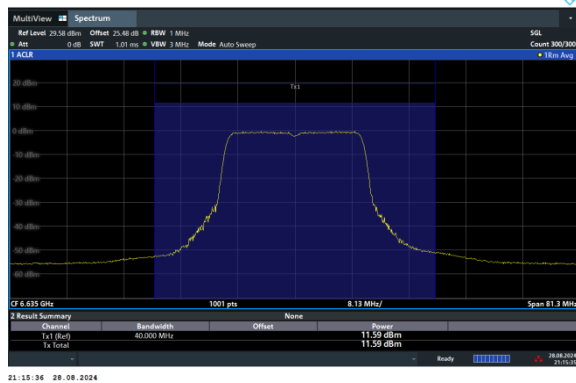 MultiView Spectrum
Ref Level 29.58 dBm Offset 25.48 dB RBW 1 MHz SGL
Att 0 dB SWT 1.01 ms VBW 3 MHz Mode Auto Sweep Count 300/300
1 ACLR 1Rm Avg
Tx1
20 dBm
10 dBm
0 dBm
-10 dBm
-20 dBm
-30 dBm
-40 dBm
-50 dBm
-60 dBm
CF 6.635 GHz 1001 pts 8.13 MHz/ Span 81.3 MHz
2 Result Summary None
Channel Bandwidth Offset Power
Tx1 (Ref) 40.000 MHz 11.59 dBm
Tx Total 11.59 dBm
Ready 28.08.2024
21:15:35
21:15:36 28.08.2024